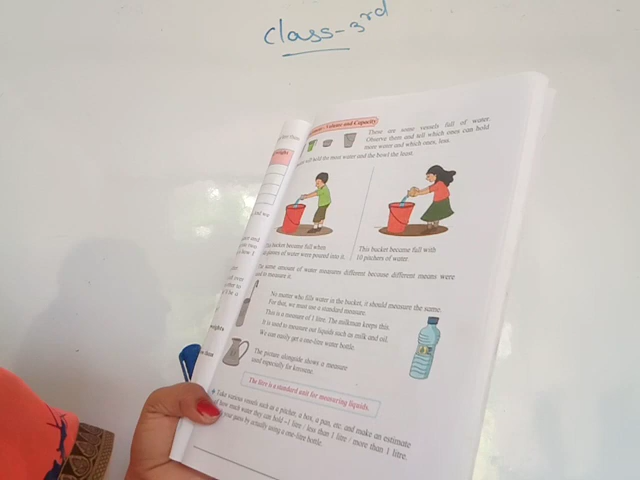 Class-3rd
Volume and Capacity
These are some vessels full of water.
Observe them and tell which ones can hold
more water and which ones, less.
will hold the most water and the bowl the least.
This bucket became full when
glasses of water were poured into it.
This bucket became full with
10 pitchers of water.
The same amount of water measures different because different means were
used to measure it.
No matter who fills water in the bucket, it should measure the same.
For that, we must use a standard measure.
This is a measure of 1 litre. The milkman keeps this.
It is used to measure out liquids such as milk and oil.
We can easily get a one-litre water bottle.
The picture alongside shows a measure
used especially for kerosene.
The litre is a standard unit for measuring liquids.
Take various vessels such as a pitcher, a box, a pan, etc. and make an estimate
of how much water they can hold –1 litre / less than 1 litre / more than 1 litre.
your guess by actually using a one-litre bottle.